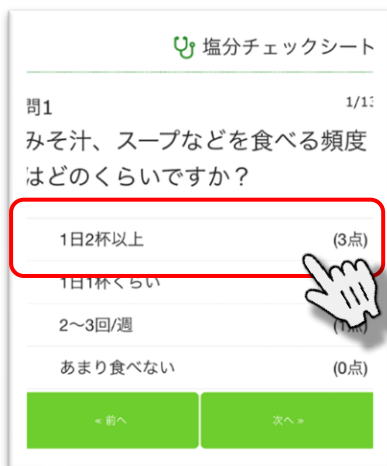 塩分チェックシート
問1
1/13
みそ汁、スープなどを食べる頻度
はどのくらいですか？
1日2杯以上 (3点)
1日1杯くらい
2〜3回/週 (1点)
あまり食べない (0点)
« 前へ
次へ »